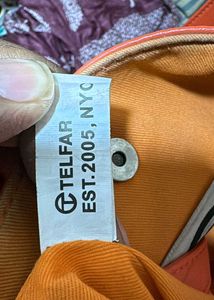 TELFAR
EST. 2005, NYC